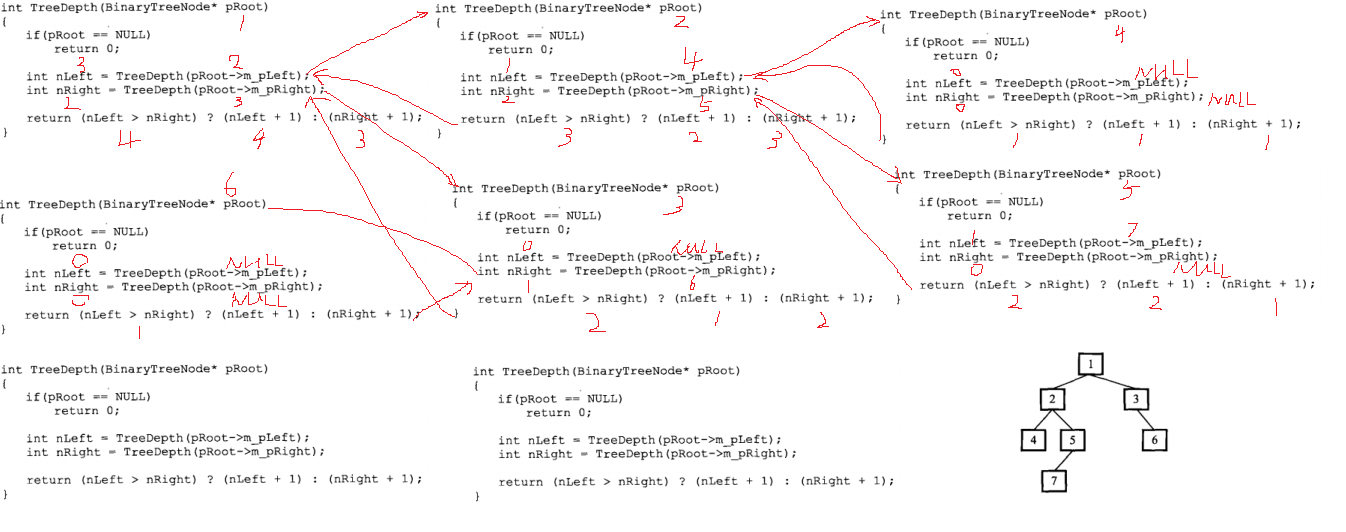 int TreeDepth(BinaryTreeNode* pRoot)
1
{
if(pRoot == NULL)
return 0;
3 2
int nLeft = TreeDepth(pRoot->m_pLeft);
int nRight = TreeDepth(pRoot->m_pRight);
2 3
return (nLeft > nRight) ? (nLeft + 1) : (nRight + 1);
}
4 4 3
int TreeDepth(BinaryTreeNode* pRoot)
2
{
if(pRoot == NULL)
return 0;
1 4
int nLeft = TreeDepth(pRoot->m_pLeft);
int nRight = TreeDepth(pRoot->m_pRight);
2 5
return (nLeft > nRight) ? (nLeft + 1) : (nRight + 1);
}
3 2 3
int TreeDepth(BinaryTreeNode* pRoot)
4
{
if(pRoot == NULL)
return 0;
0 NULL
int nLeft = TreeDepth(pRoot->m_pLeft);
int nRight = TreeDepth(pRoot->m_pRight);
0 NULL
return (nLeft > nRight) ? (nLeft + 1) : (nRight + 1);
}
1 1 1
6
int TreeDepth(BinaryTreeNode* pRoot)
{
if(pRoot == NULL)
return 0;
0 NULL
int nLeft = TreeDepth(pRoot->m_pLeft);
int nRight = TreeDepth(pRoot->m_pRight);
0 NULL
return (nLeft > nRight) ? (nLeft + 1) : (nRight + 1);
}
1
int TreeDepth(BinaryTreeNode* pRoot)
3
{
if(pRoot == NULL)
return 0;
0 NULL
int nLeft = TreeDepth(pRoot->m_pLeft);
int nRight = TreeDepth(pRoot->m_pRight);
1 6
return (nLeft > nRight) ? (nLeft + 1) : (nRight + 1);
}
2 1 2
int TreeDepth(BinaryTreeNode* pRoot)
5
{
if(pRoot == NULL)
return 0;
1 7
int nLeft = TreeDepth(pRoot->m_pLeft);
int nRight = TreeDepth(pRoot->m_pRight);
0 NULL
return (nLeft > nRight) ? (nLeft + 1) : (nRight + 1);
}
2 2 1
int TreeDepth(BinaryTreeNode* pRoot)
{
if(pRoot == NULL)
return 0;
int nLeft = TreeDepth(pRoot->m_pLeft);
int nRight = TreeDepth(pRoot->m_pRight);
return (nLeft > nRight) ? (nLeft + 1) : (nRight + 1);
}
int TreeDepth(BinaryTreeNode* pRoot)
{
if(pRoot == NULL)
return 0;
int nLeft = TreeDepth(pRoot->m_pLeft);
int nRight = TreeDepth(pRoot->m_pRight);
return (nLeft > nRight) ? (nLeft + 1) : (nRight + 1);
}
1
2 3
4 5 6
7